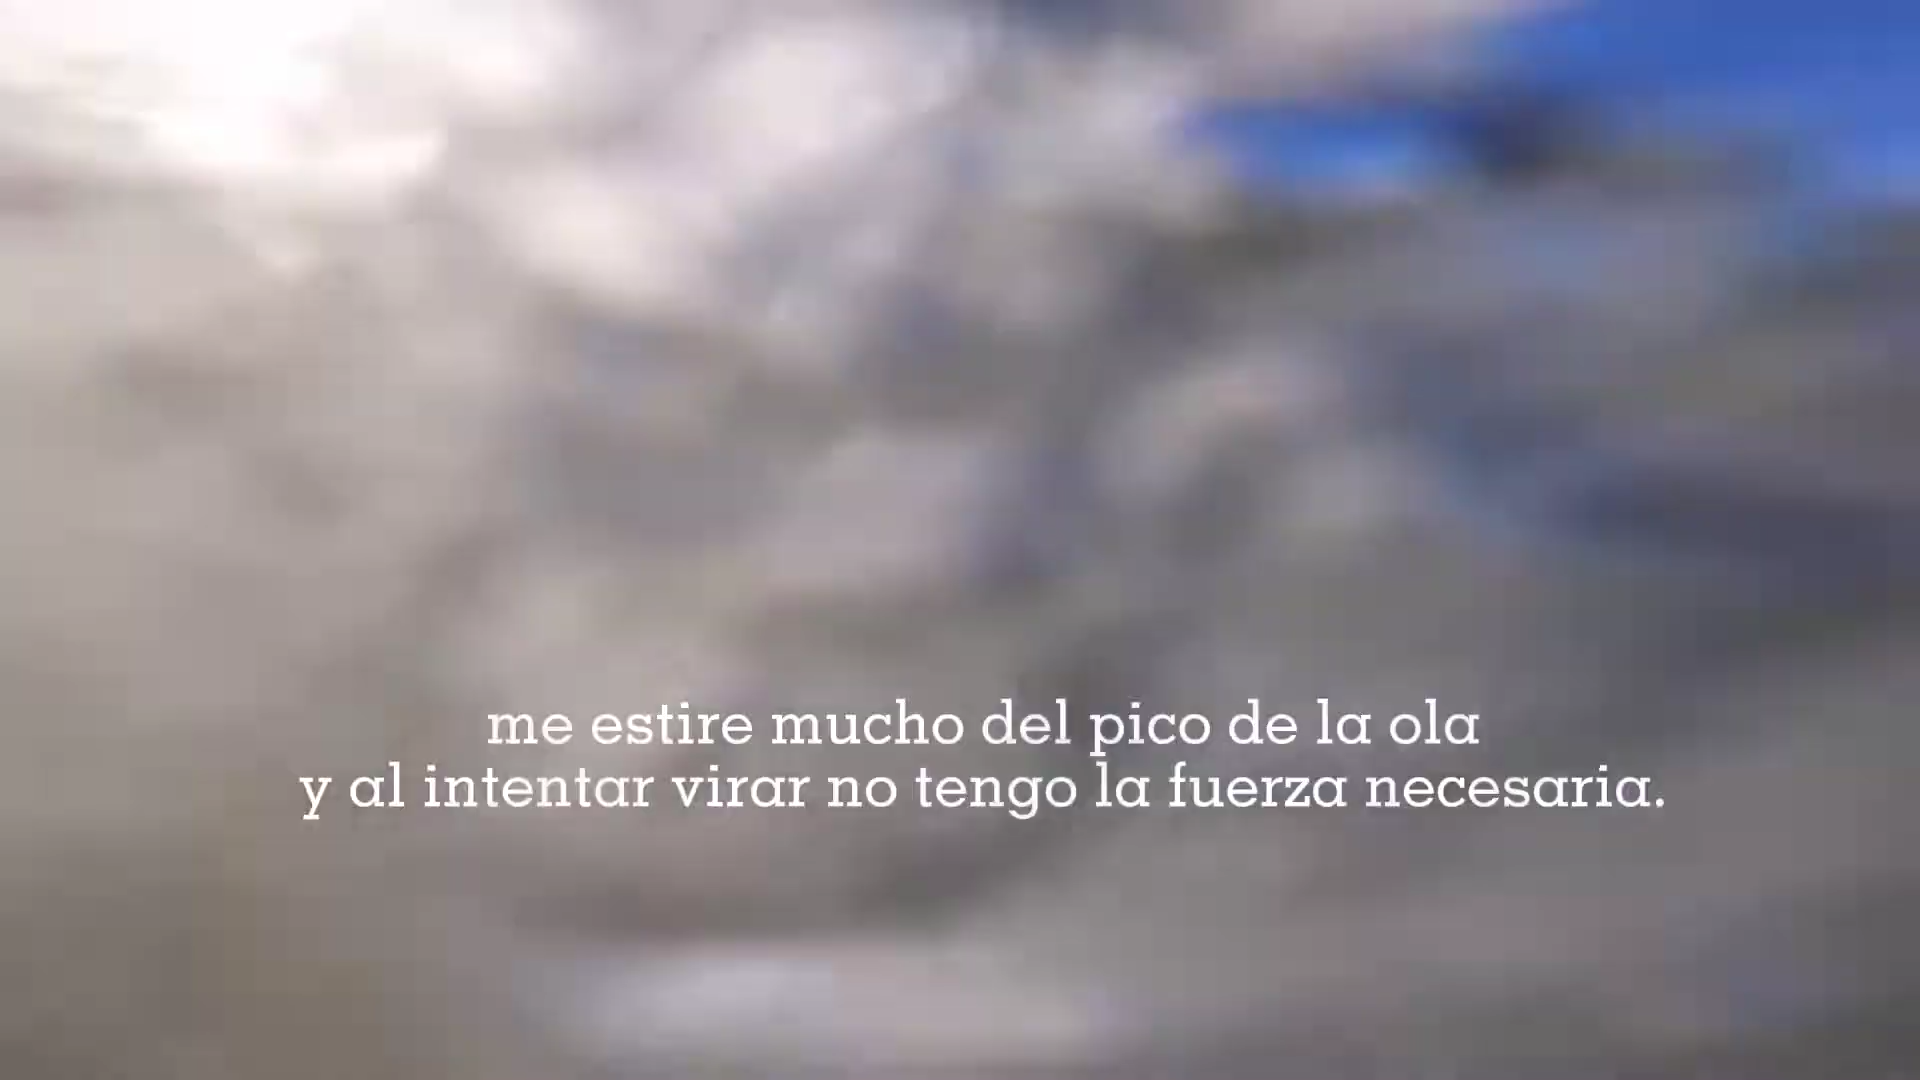 me estire mucho del pico de la ola
y al intentar virar no tengo la fuerza necesaria.